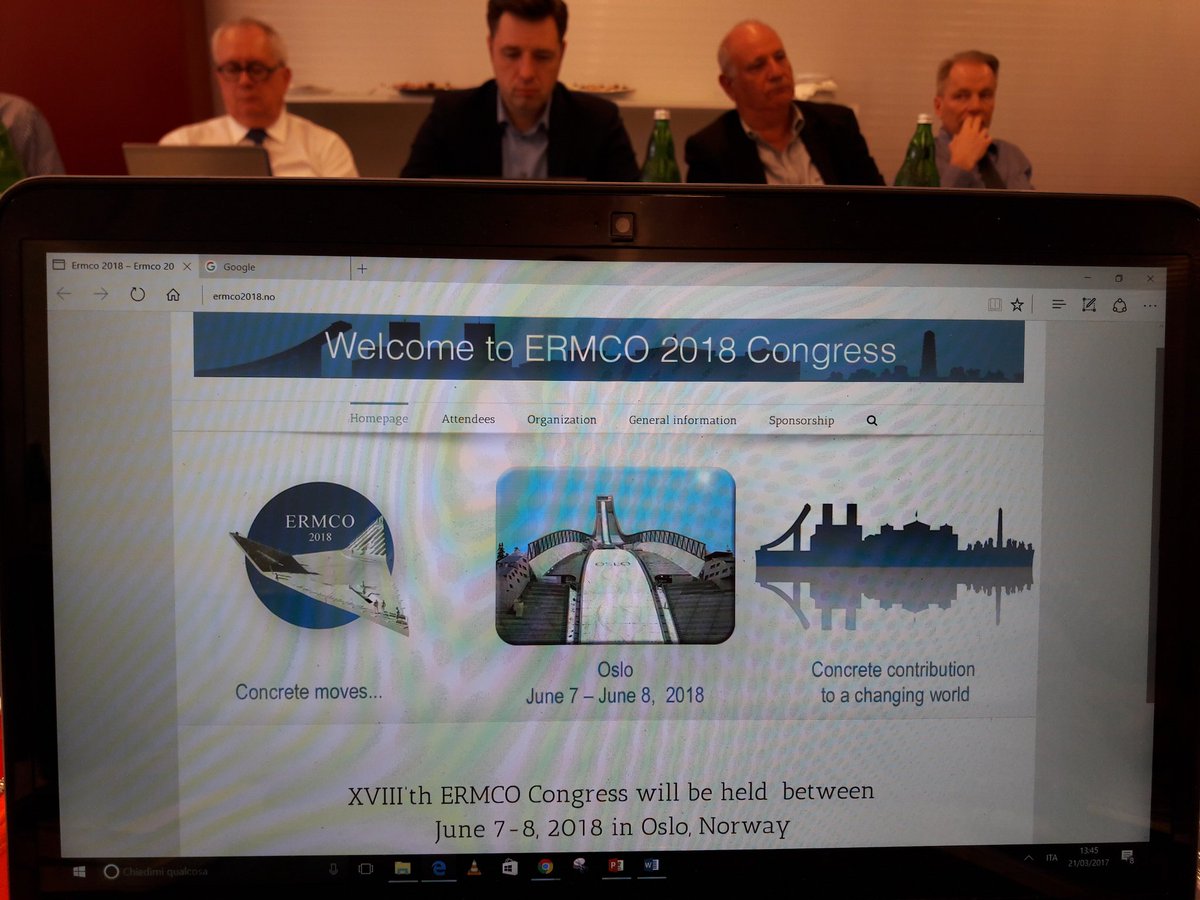 Ermco 2018 – Ermco 20
Google
ermco2018.no
Welcome to ERMCO 2018 Congress
Homepage Attendees Organization General information Sponsorship
ERMCO
2018
OSLO
Concrete moves...
Oslo
June 7 – June 8, 2018
Concrete contribution
to a changing world
XVIII'th ERMCO Congress will be held between
June 7-8, 2018 in Oslo, Norway
Chiedimi qualcosa
ITA
13:45
21/03/2017